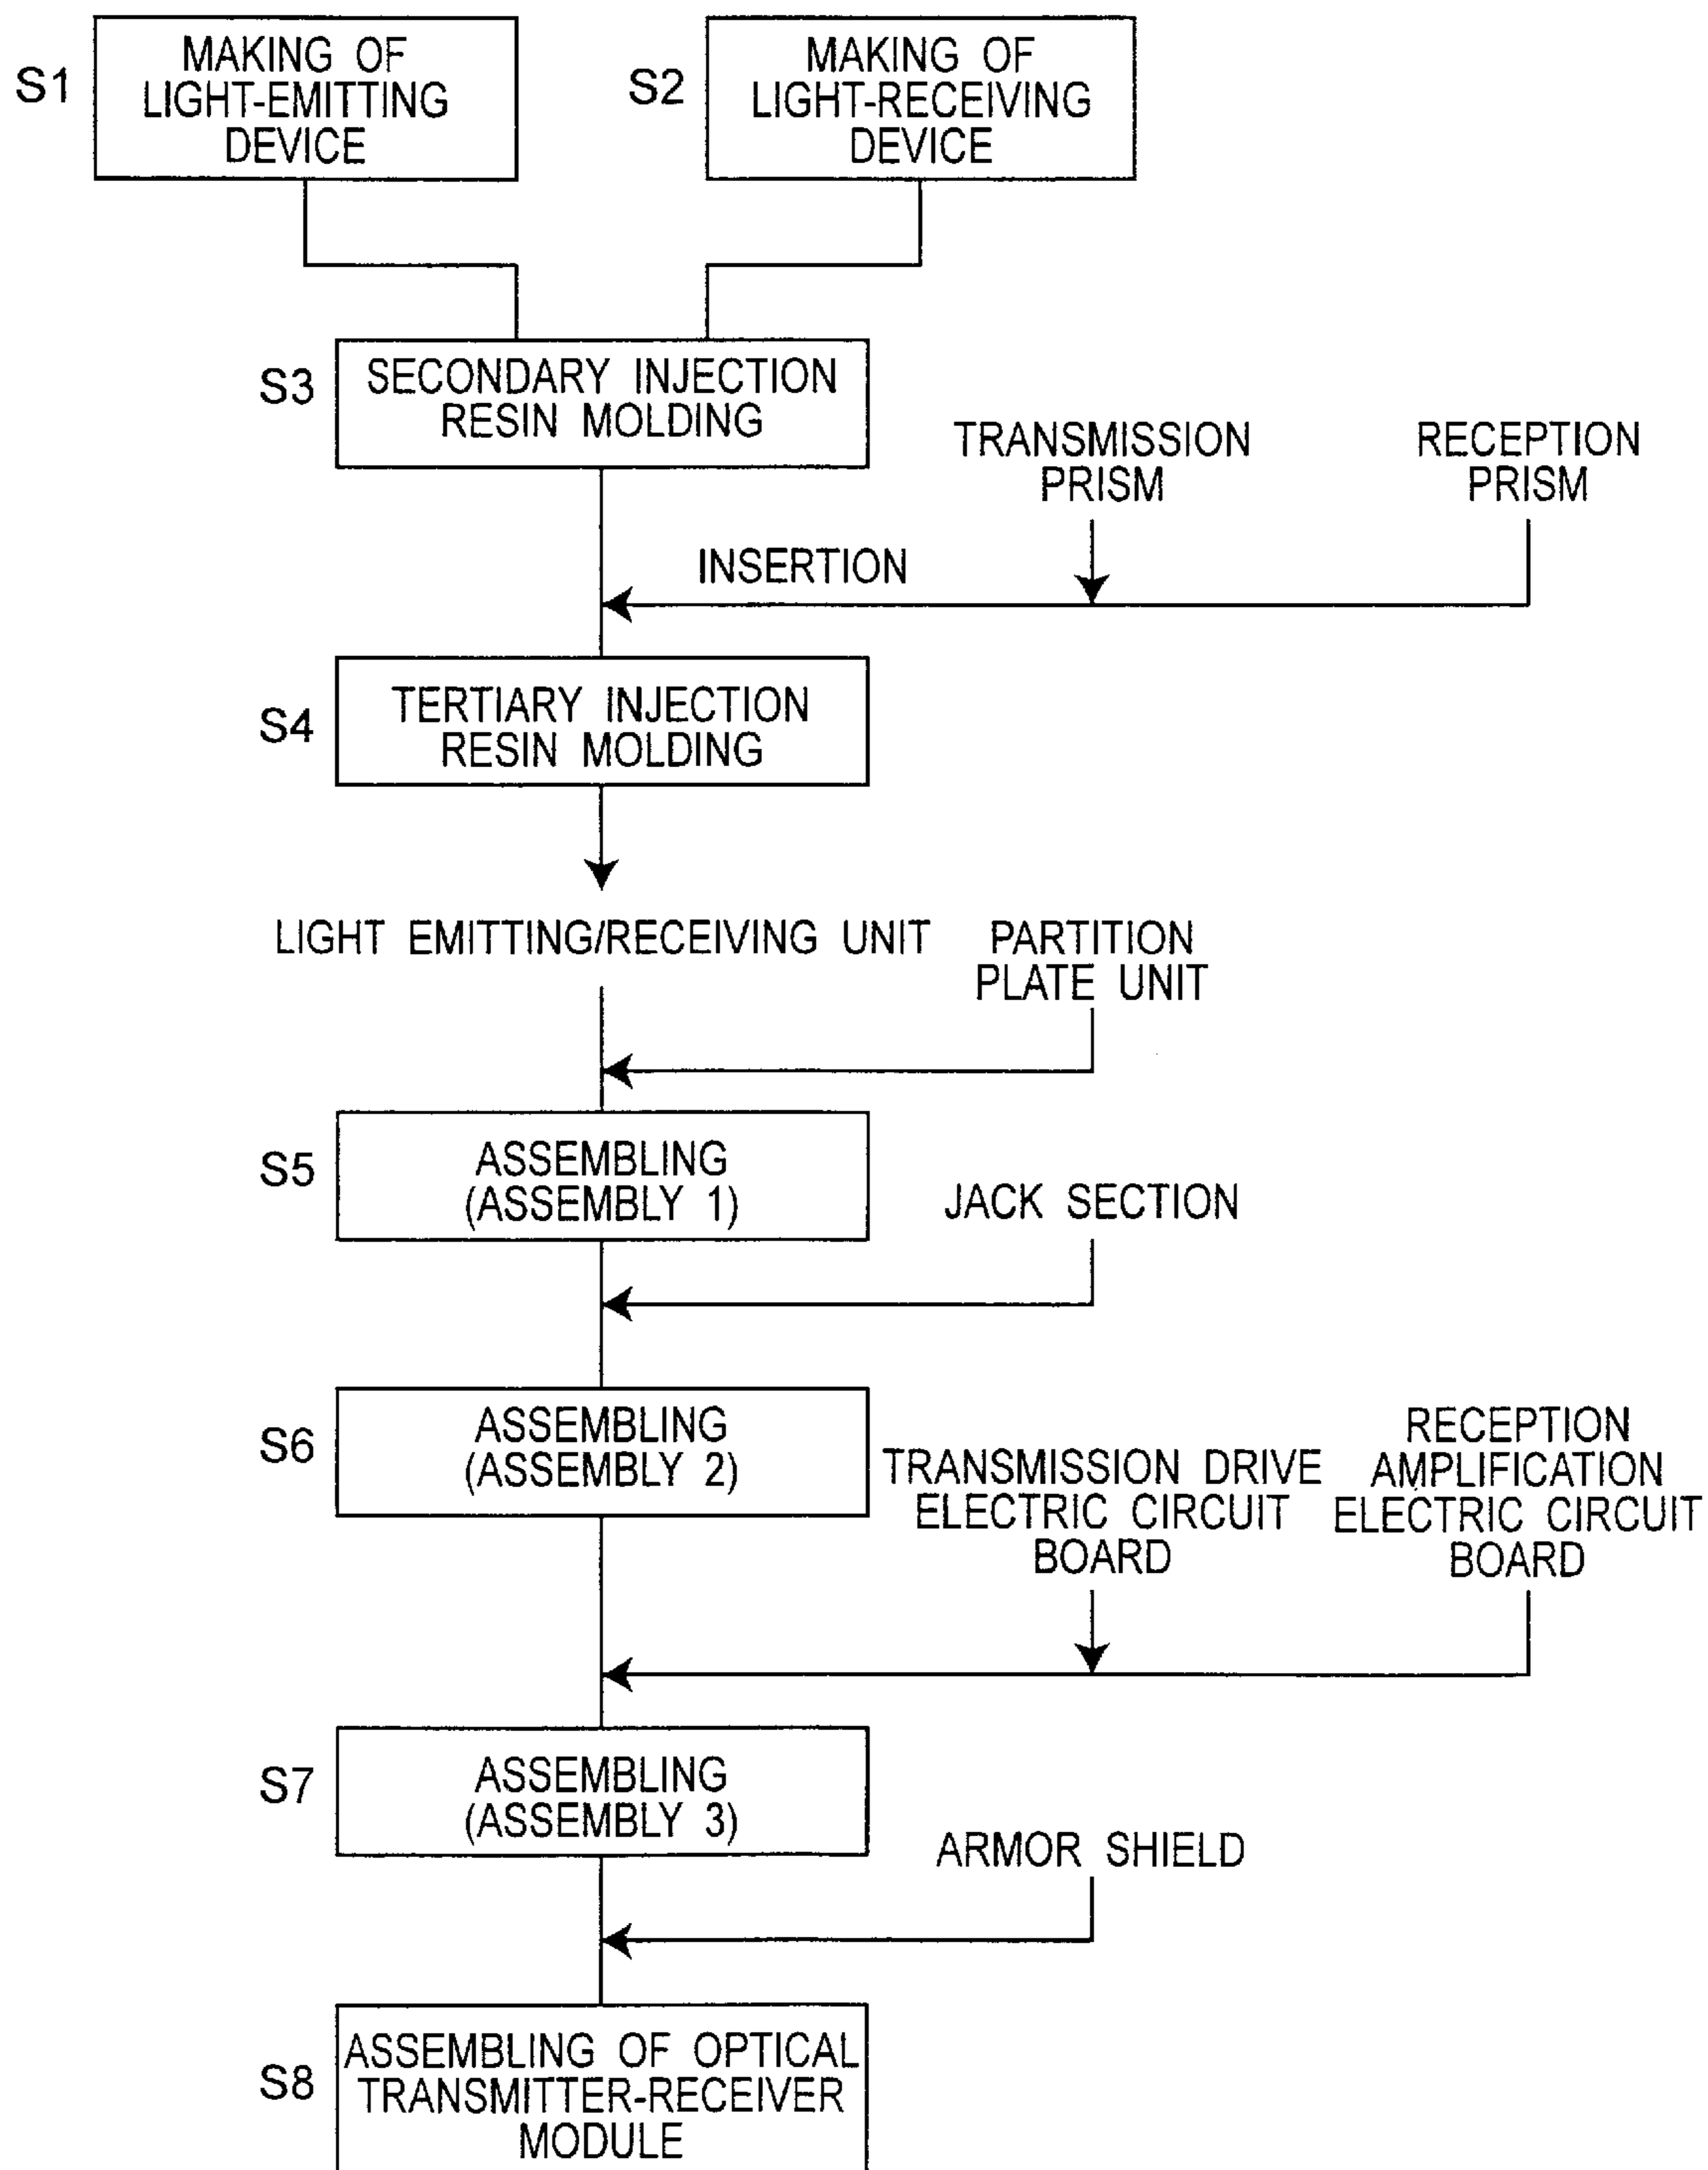 S1
MAKING OF
LIGHT-EMITTING
DEVICE
S2
MAKING OF
LIGHT-RECEIVING
DEVICE
S3
SECONDARY INJECTION
RESIN MOLDING
TRANSMISSION
PRISM
RECEPTION
PRISM
INSERTION
S4
TERTIARY INJECTION
RESIN MOLDING
LIGHT EMITTING/RECEIVING UNIT
PARTITION
PLATE UNIT
S5
ASSEMBLING
(ASSEMBLY 1)
JACK SECTION
S6
ASSEMBLING
(ASSEMBLY 2)
TRANSMISSION DRIVE
ELECTRIC CIRCUIT
BOARD
RECEPTION
AMPLIFICATION
ELECTRIC CIRCUIT
BOARD
S7
ASSEMBLING
(ASSEMBLY 3)
ARMOR SHIELD
S8
ASSEMBLING OF OPTICAL
TRANSMITTER-RECEIVER
MODULE